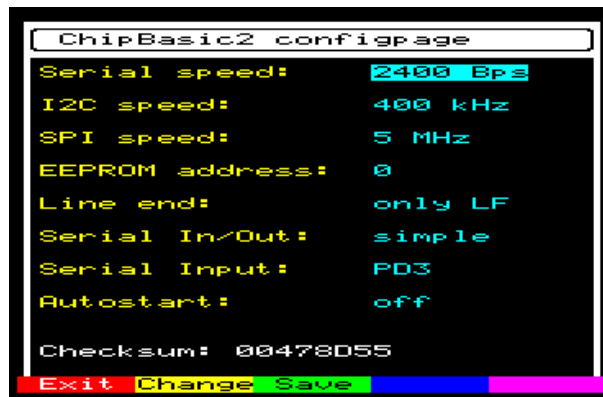 ChipBasic2 configpage
Serial speed: 2400 Bps
I2C speed: 400 kHz
SPI speed: 5 MHz
EEPROM address: 0
Line end: only LF
Serial In/Out: simple
Serial Input: PD3
Autostart: off
Checksum: 00478D55
Exit Change Save